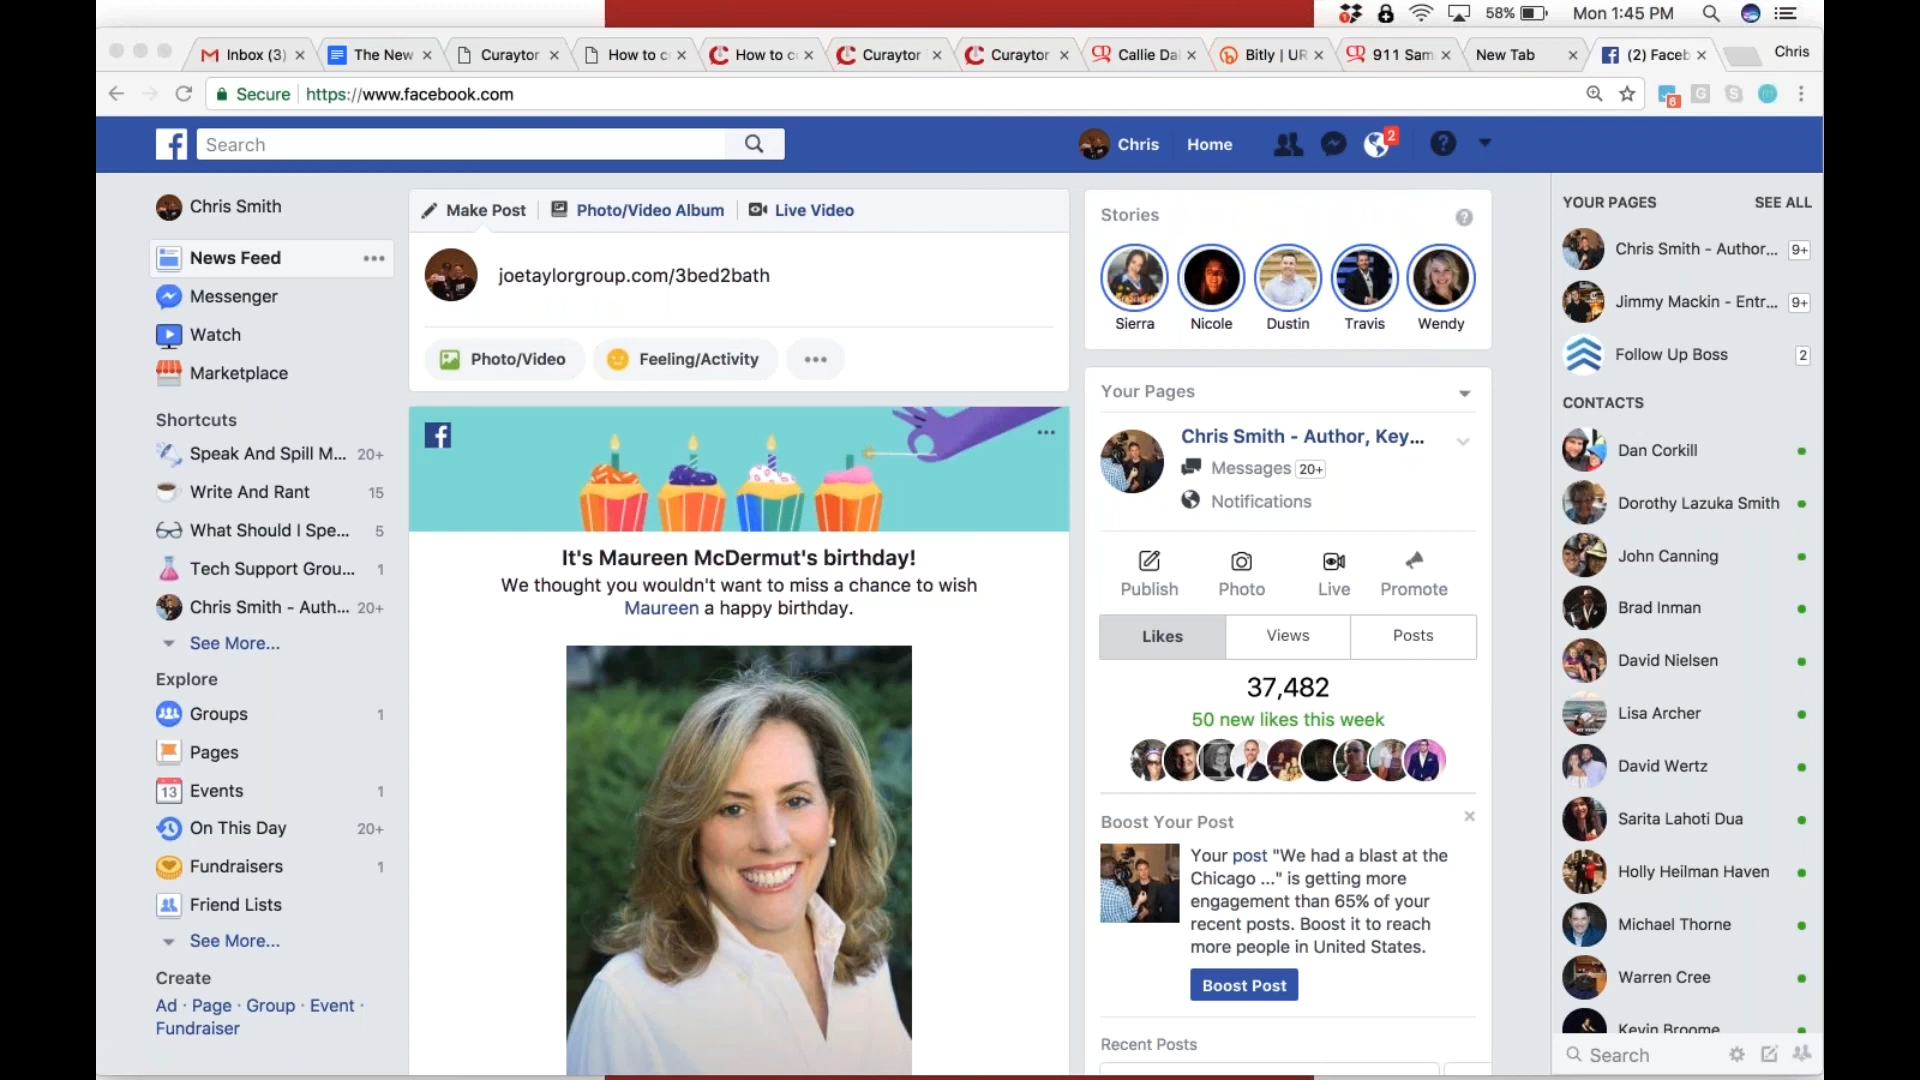 58% Mon 1:45 PM
Inbox (3) The New Curaytor How to c How to c Curaytor Curaytor Callie Da Bitly | UR 911 Sam New Tab (2) Faceb Chris
Secure https://www.facebook.com
6 G S
Search Chris Home 2
Chris Smith
News Feed
Messenger
Watch
Marketplace
Shortcuts
Speak And Spill M... 20+
Write And Rant 15
What Should I Spe... 5
Tech Support Grou... 1
Chris Smith - Auth... 20+
See More...
Explore
Groups 1
Pages
13 Events 1
On This Day 20+
Fundraisers 1
Friend Lists
See More...
Create
Ad · Page · Group · Event ·
Fundraiser
Make Post Photo/Video Album Live Video
joetaylorgroup.com/3bed2bath
Photo/Video Feeling/Activity
It's Maureen McDermut's birthday!
We thought you wouldn't want to miss a chance to wish
Maureen a happy birthday.
Stories
Sierra Nicole Dustin Travis Wendy
Your Pages
Chris Smith - Author, Key...
Messages 20+
Notifications
Publish Photo Live Promote
Likes Views Posts
37,482
50 new likes this week
Boost Your Post
Your post "We had a blast at the
Chicago ..." is getting more
engagement than 65% of your
recent posts. Boost it to reach
more people in United States.
Boost Post
Recent Posts
YOUR PAGES SEE ALL
Chris Smith - Author... 9+
Jimmy Mackin - Entr... 9+
Follow Up Boss 2
CONTACTS
Dan Corkill
Dorothy Lazuka Smith
John Canning
Brad Inman
David Nielsen
Lisa Archer
David Wertz
Sarita Lahoti Dua
Holly Heilman Haven
Michael Thorne
Warren Cree
Kevin Broome
Search